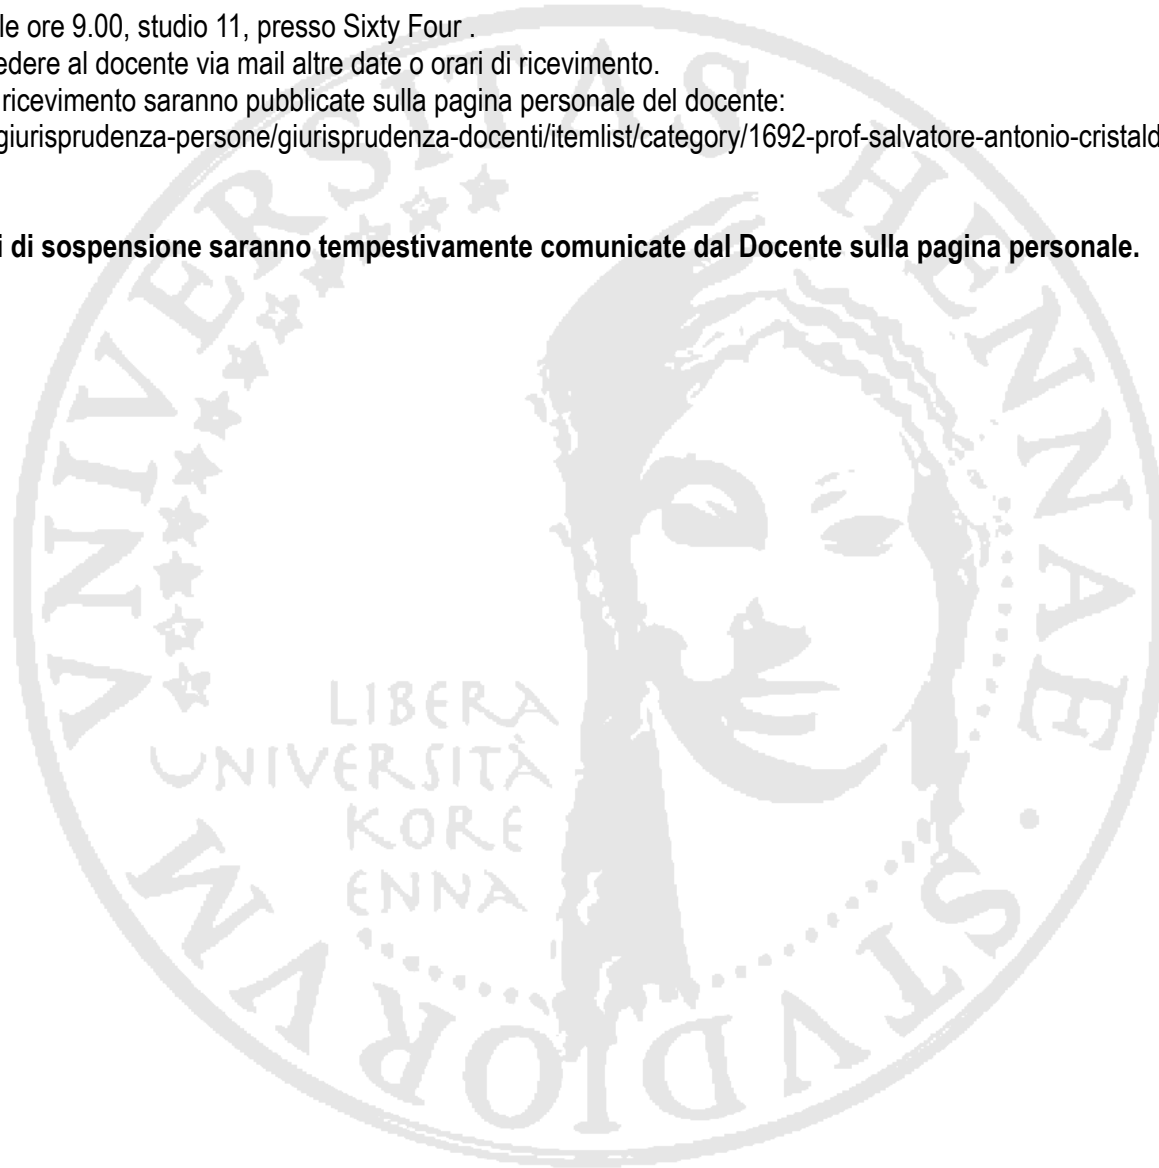 le ore 9.00, studio 11, presso Sixty Four .
edere al docente via mail altre date o orari di ricevimento.
ricevimento saranno pubblicate sulla pagina personale del docente:
giurisprudenza-persone/giurisprudenza-docenti/itemlist/category/1692-prof-salvatore-antonio-cristald
i di sospensione saranno tempestivamente comunicate dal Docente sulla pagina personale.
VNIVERSITAS HENNAE · STVDIORVM
LIBERA
UNIVERSITÀ
KORE
ENNA